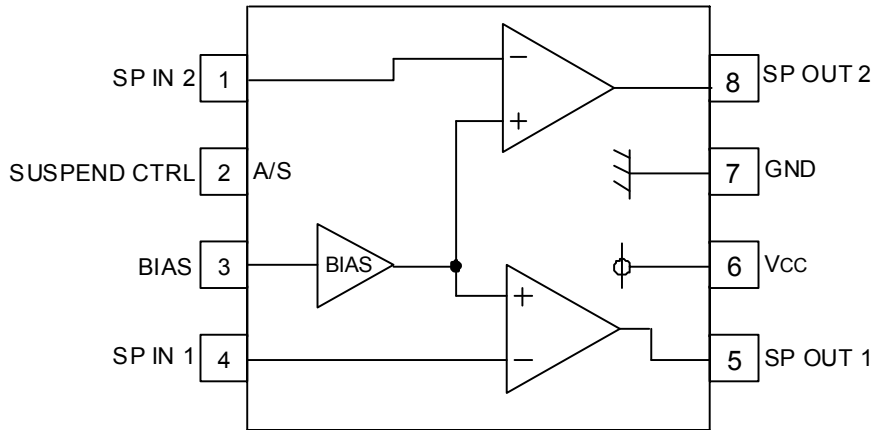 SP IN 2
1
−
8
SP OUT 2
+
SUSPEND CTRL
2
A/S
7
GND
BIAS
3
BIAS
6
VCC
+
SP IN 1
4
−
5
SP OUT 1